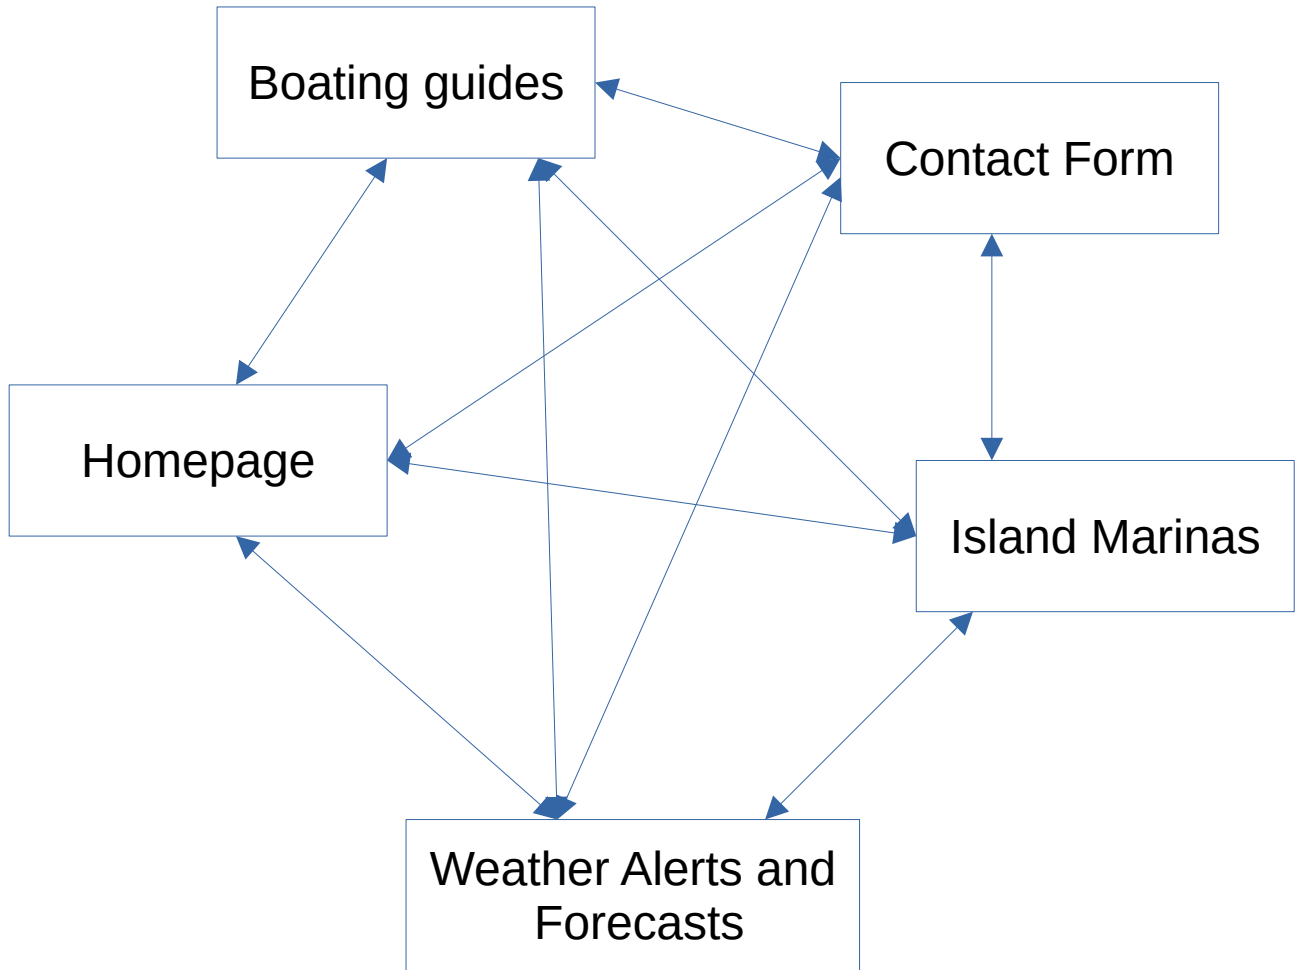 Boating guides
Contact Form
Homepage
Island Marinas
Weather Alerts and
Forecasts